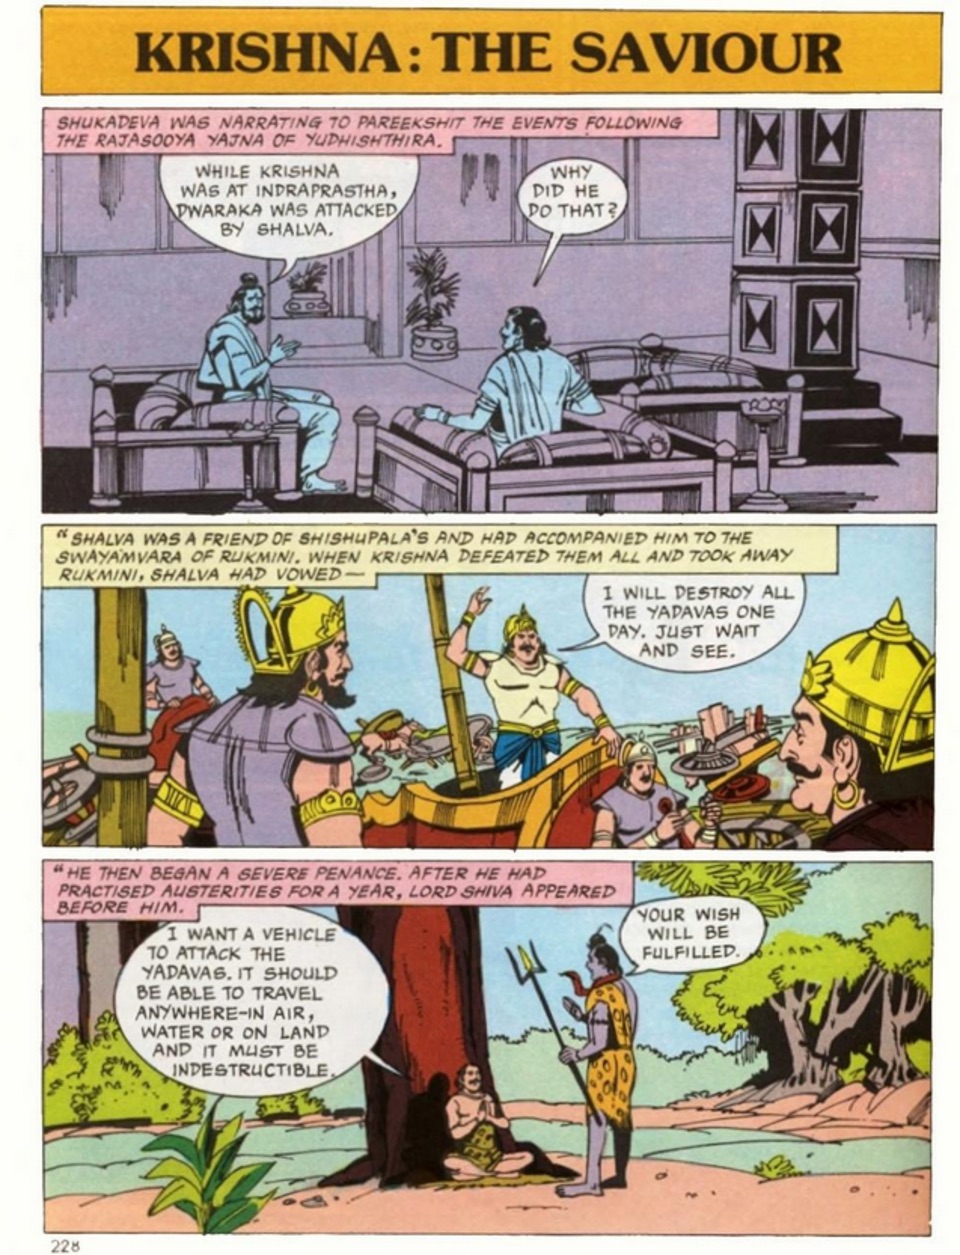 KRISHNA: THE SAVIOUR
SHUKADEVA WAS NARRATING TO PAREEKSHIT THE EVENTS FOLLOWING
THE RAJASOOYA YAJNA OF YUDHISHTHIRA.
WHILE KRISHNA
WAS AT INDRAPRASTHA,
DWARAKA WAS ATTACKED
BY SHALVA.
WHY
DID HE
DO THAT?
"SHALVA WAS A FRIEND OF SHISHUPALA'S AND HAD ACCOMPANIED HIM TO THE
SWAYAMVARA OF RUKMINI. WHEN KRISHNA DEFEATED THEM ALL AND TOOK AWAY
RUKMINI, SHALVA HAD VOWED—
I WILL DESTROY ALL
THE YADAVAS ONE
DAY. JUST WAIT
AND SEE.
"HE THEN BEGAN A SEVERE PENANCE. AFTER HE HAD
PRACTISED AUSTERITIES FOR A YEAR, LORD SHIVA APPEARED
BEFORE HIM.
I WANT A VEHICLE
TO ATTACK THE
YADAVAS. IT SHOULD
BE ABLE TO TRAVEL
ANYWHERE-IN AIR,
WATER OR ON LAND
AND IT MUST BE
INDESTRUCTIBLE.
YOUR WISH
WILL BE
FULFILLED.
228